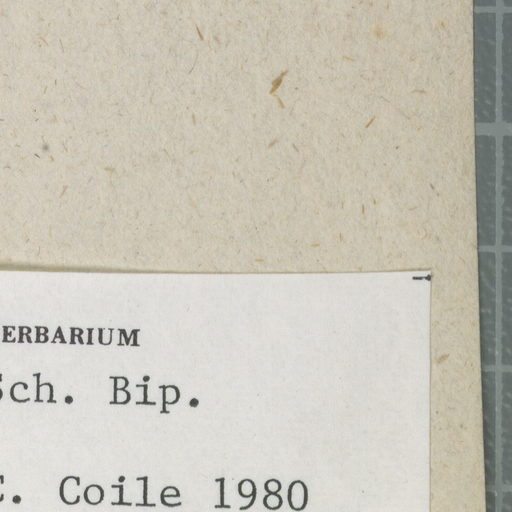 ERBARIUM
Sch. Bip.
C. Coile 1980